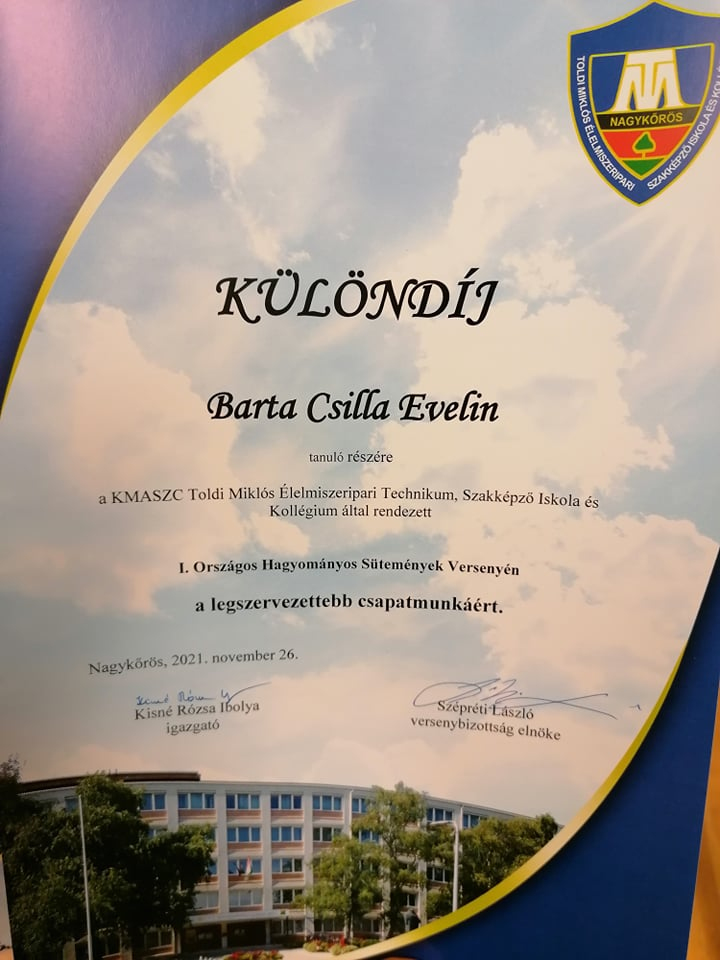 TM
NAGYKŐRÖS
TOLDI MIKLÓS ÉLELMISZERIPARI
SZAKKÉPZŐ ISKOLA ÉS
KÜLÖNDÍJ
Barta Csilla Evelin
tanuló részére
a KMASZC Toldi Miklós Élelmiszeripari Technikum, Szakképző Iskola és
Kollégium által rendezett
I. Országos Hagyományos Sütemények Versenyén
a legszervezettebb csapatmunkáért.
Nagykőrös, 2021. november 26.
Kisné Rózsa Ibolya
igazgató
Szépréti László
versenybizottság elnöke